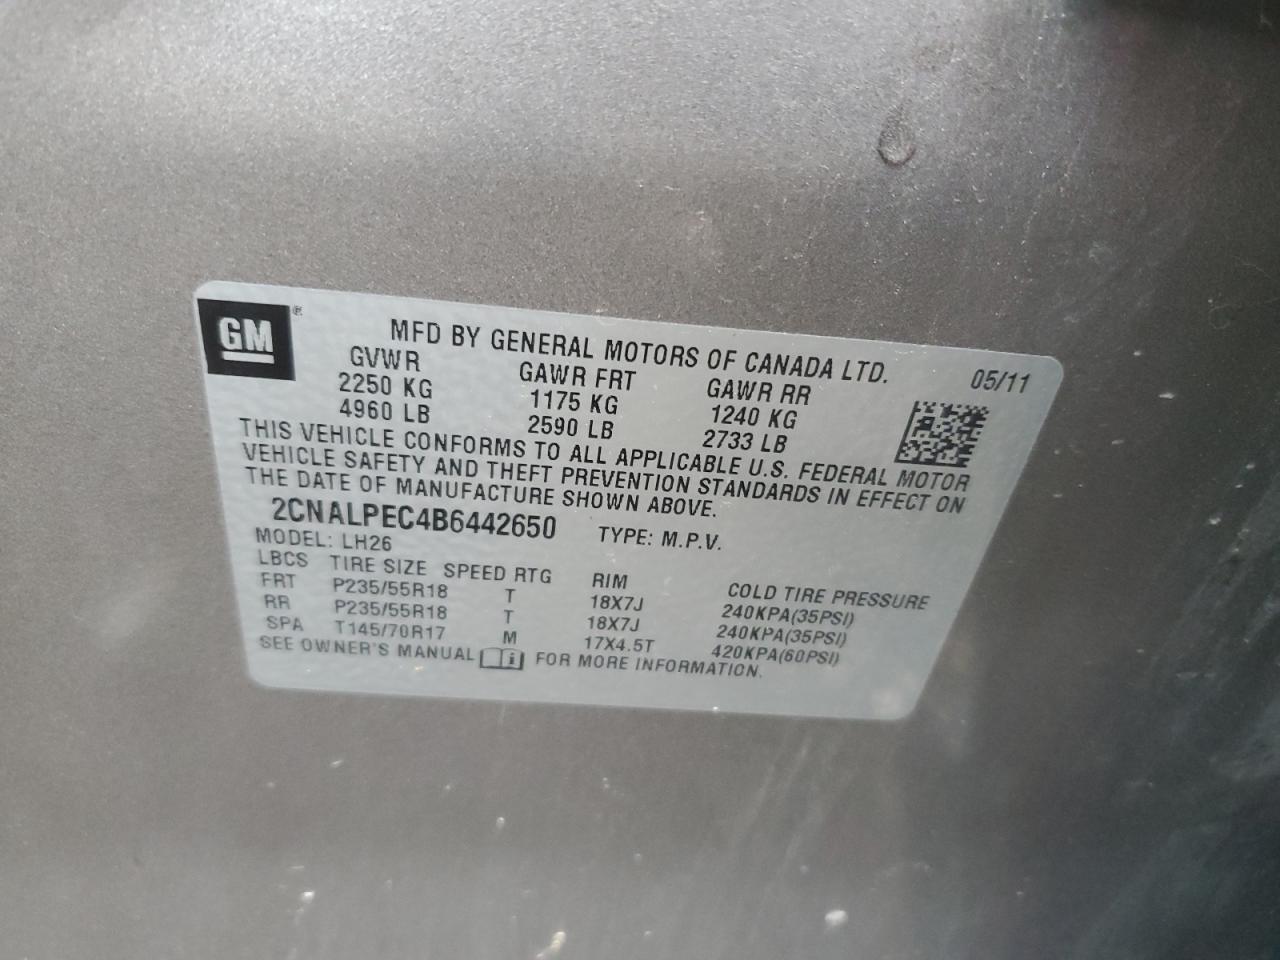 GM ®
MFD BY GENERAL MOTORS OF CANADA LTD. 05/11
GVWR GAWR FRT GAWR RR
2250 KG 1175 KG 1240 KG
4960 LB 2590 LB 2733 LB
THIS VEHICLE CONFORMS TO ALL APPLICABLE U.S. FEDERAL MOTOR
VEHICLE SAFETY AND THEFT PREVENTION STANDARDS IN EFFECT ON
THE DATE OF MANUFACTURE SHOWN ABOVE.
2CNALPEC4B6442650 TYPE: M.P.V.
MODEL: LH26
LBCS TIRE SIZE SPEED RTG RIM COLD TIRE PRESSURE
FRT P235/55R18 T 18X7J 240KPA(35PSI)
RR P235/55R18 T 18X7J 240KPA(35PSI)
SPA T145/70R17 M 17X4.5T 420KPA(60PSI)
SEE OWNER'S MANUAL i FOR MORE INFORMATION.